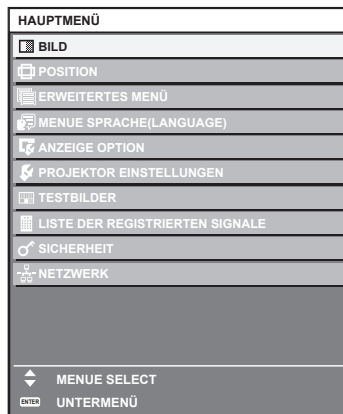 HAUPTMENÜ
BILD
POSITION
ERWEITERTES MENÜ
MENUE SPRACHE(LANGUAGE)
ANZEIGE OPTION
PROJEKTOR EINSTELLUNGEN
TESTBILDER
LISTE DER REGISTRIERTEN SIGNALE
SICHERHEIT
NETZWERK
MENUE SELECT
ENTER UNTERMENÜ